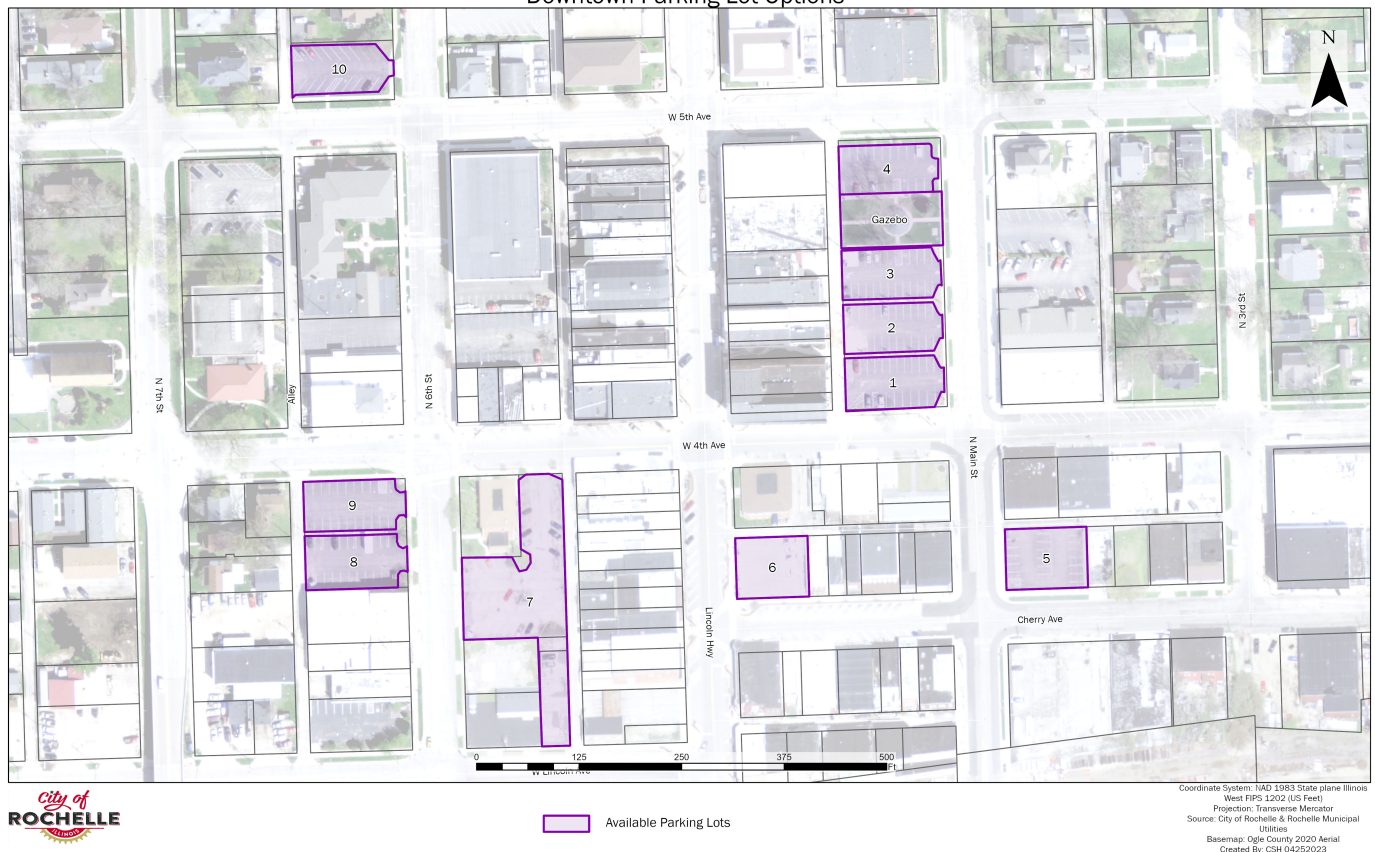 Downtown Parking Lot Options
10
N
W 5th Ave
4
Gazebo
3
2
1
N 3rd St
N 7th St
Alley
N 6th St
W 4th Ave
N Main St
9
8
7
6
5
Lincoln Hwy
Cherry Ave
0 125 250 375 500
Ft
W Lincoln Ave
City of
ROCHELLE
ILLINOIS
Available Parking Lots
Coordinate System: NAD 1983 State plane Illinois
West FIPS 1202 (US Feet)
Projection: Transverse Mercator
Source: City of Rochelle & Rochelle Municipal
Utilities
Basemap: Ogle County 2020 Aerial
Created By: CSH 04252023